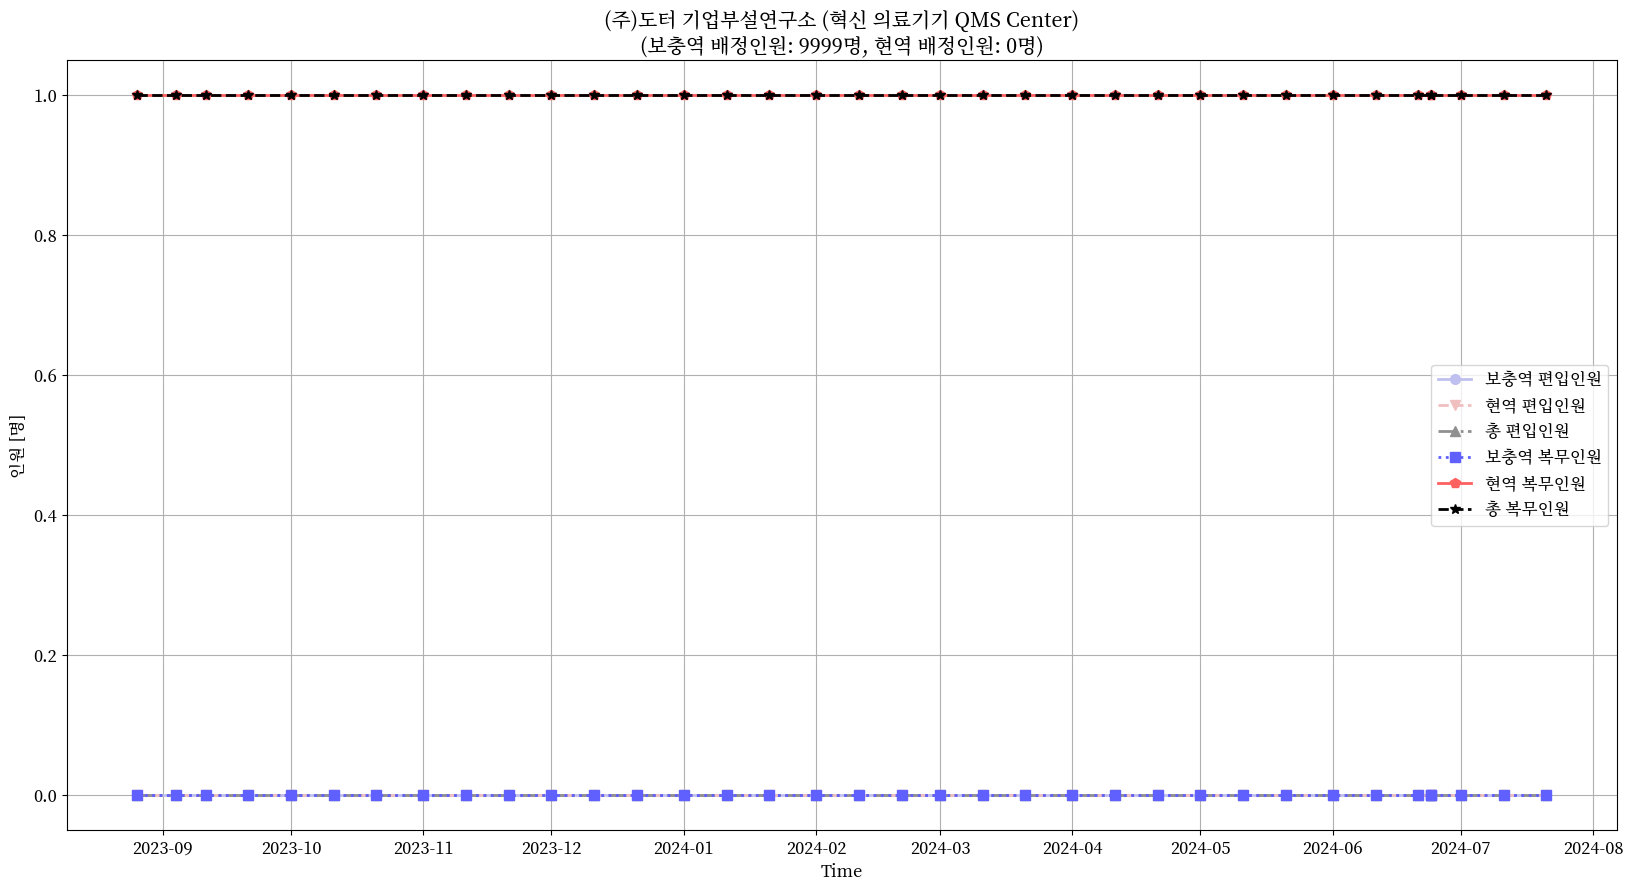 (주)도터 기업부설연구소 (혁신 의료기기 QMS Center)
(보충역 배정인원: 9999명, 현역 배정인원: 0명)
인원 [명]
1.0
0.8
0.6
0.4
0.2
0.0
보충역 편입인원
현역 편입인원
총 편입인원
보충역 복무인원
현역 복무인원
총 복무인원
2023-09 2023-10 2023-11 2023-12 2024-01 2024-02 2024-03 2024-04 2024-05 2024-06 2024-07 2024-08
Time